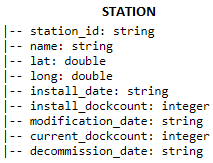 STATION
|-- station_id: string
|-- name: string
|-- lat: double
|-- long: double
|-- install_date: string
|-- install_dockcount: integer
|-- modification_date: string
|-- current_dockcount: integer
|-- decommission_date: string